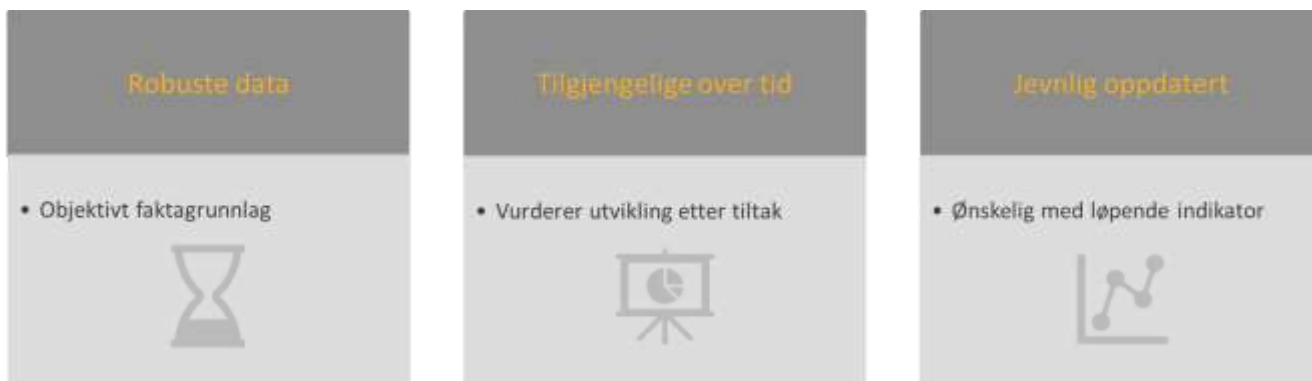 Robuste data
• Objektivt faktagrunnlag
Tilgjengelige over tid
• Vurderer utvikling etter tiltak
Jevnlig oppdatert
• Ønskelig med løpende indikator